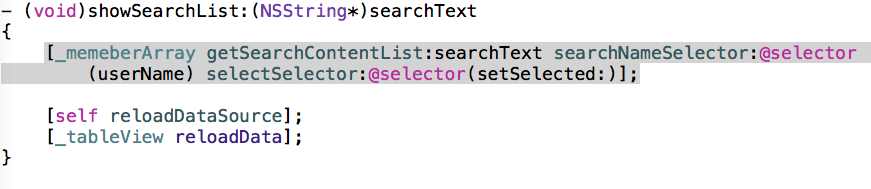 - (void)showSearchList:(NSString*)searchText
{
[_memeberArray getSearchContentList:searchText searchNameSelector:@selector
(userName) selectSelector:@selector(setSelected:)];
[self reloadDataSource];
[_tableView reloadData];
}